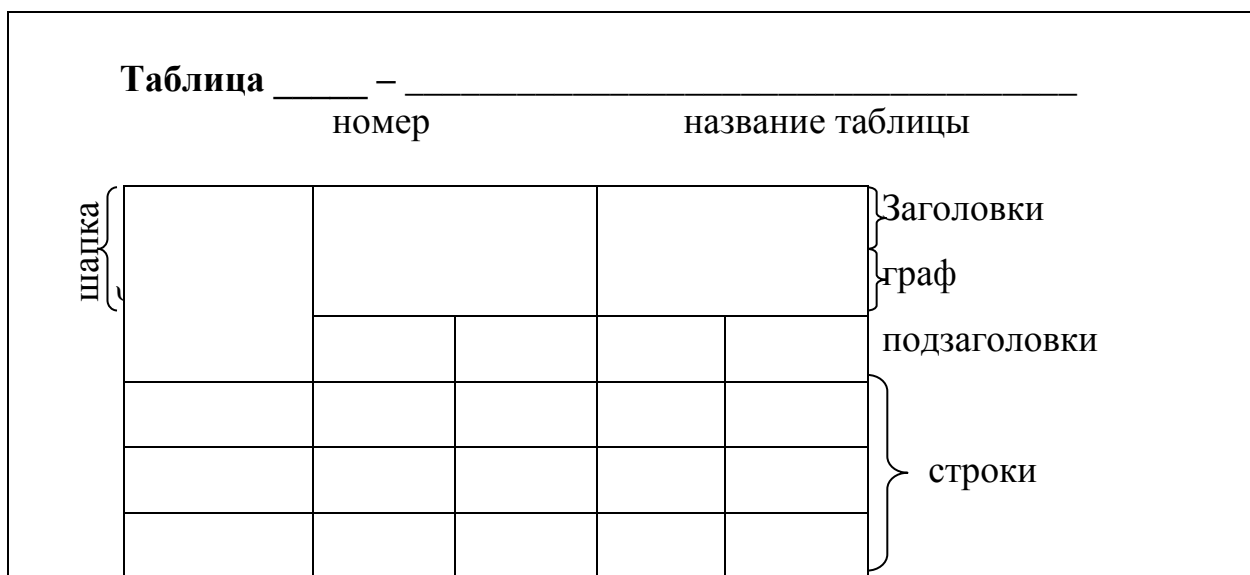 Таблица _____ – ___________________________________
номер название таблицы
шапка
Заголовки
граф
подзаголовки
строки